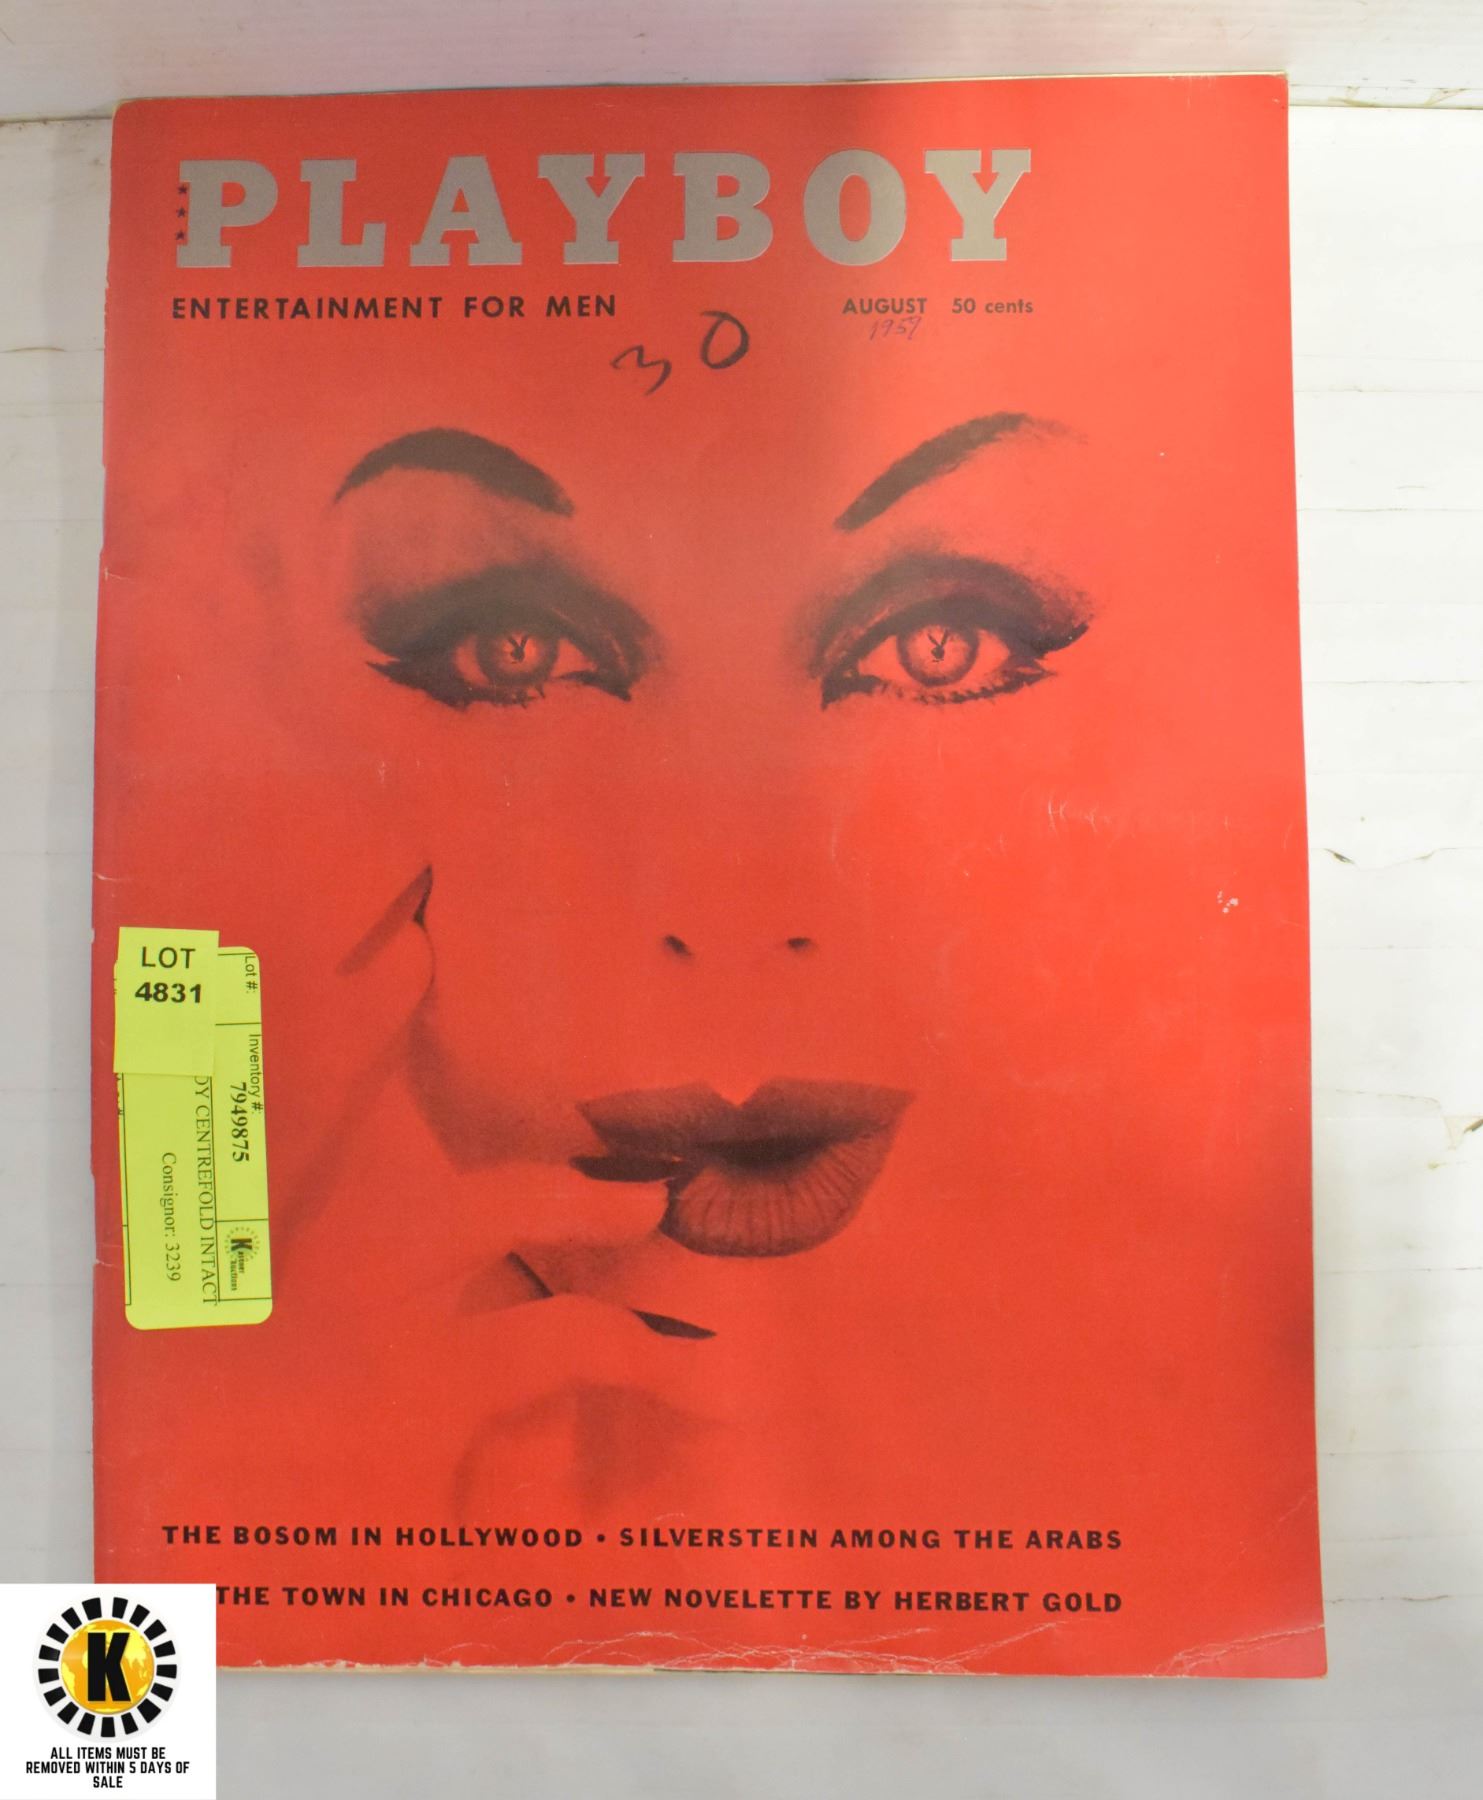 PLAYBOY
ENTERTAINMENT FOR MEN
AUGUST 50 cents
1959
30
LOT
4831
Lot #:
Inventory #:
7949875
Kastner
Auctions
CENTREFOLD INTACT
Consignor: 3239
THE BOSOM IN HOLLYWOOD • SILVERSTEIN AMONG THE ARABS
THE TOWN IN CHICAGO • NEW NOVELETTE BY HERBERT GOLD
K
ALL ITEMS MUST BE
REMOVED WITHIN 5 DAYS OF
SALE